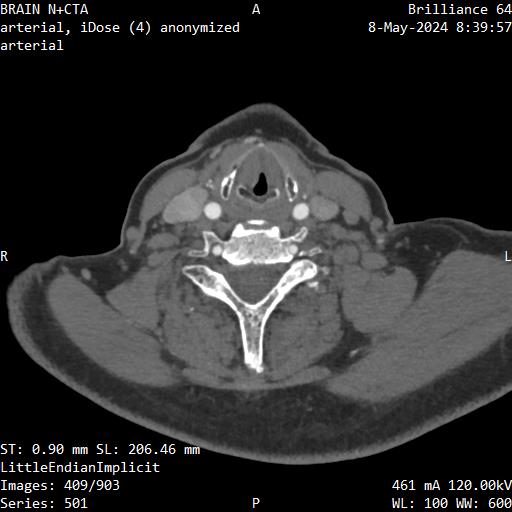 BRAIN N+CTA
A
Brilliance 64
arterial, iDose (4) anonymized
8-May-2024 8:39:57
arterial
R
L
ST: 0.90 mm SL: 206.46 mm
LittleEndianImplicit
Images: 409/903
461 mA 120.00kV
Series: 501
P
WL: 100 WW: 600